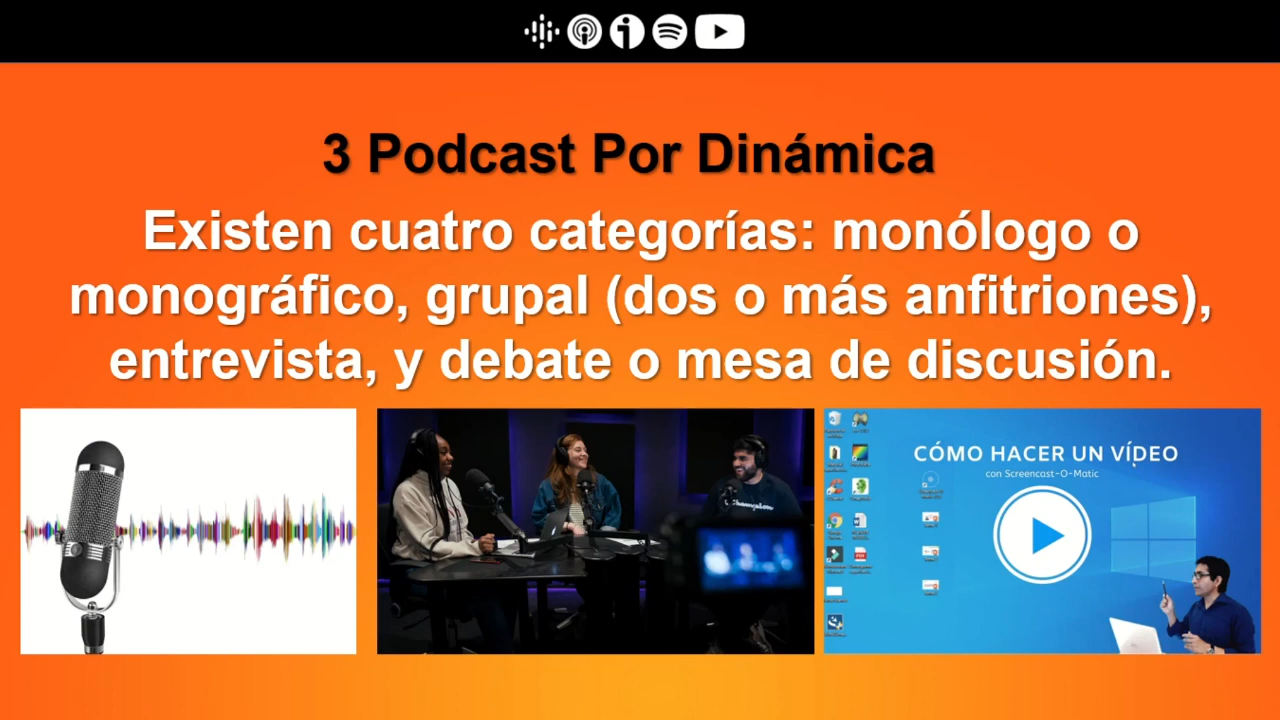 3 Podcast Por Dinámica
Existen cuatro categorías: monólogo o
monográfico, grupal (dos o más anfitriones),
entrevista, y debate o mesa de discusión.
Champion
CÓMO HACER UN VÍDEO
con Screencast-O-Matic